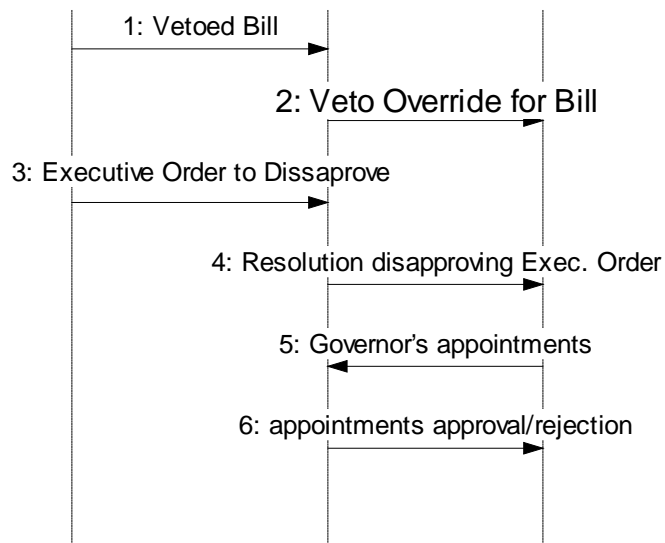 1: Vetoed Bill
2: Veto Override for Bill
3: Executive Order to Dissaprove
4: Resolution disapproving Exec. Order
5: Governor's appointments
6: appointments approval/rejection